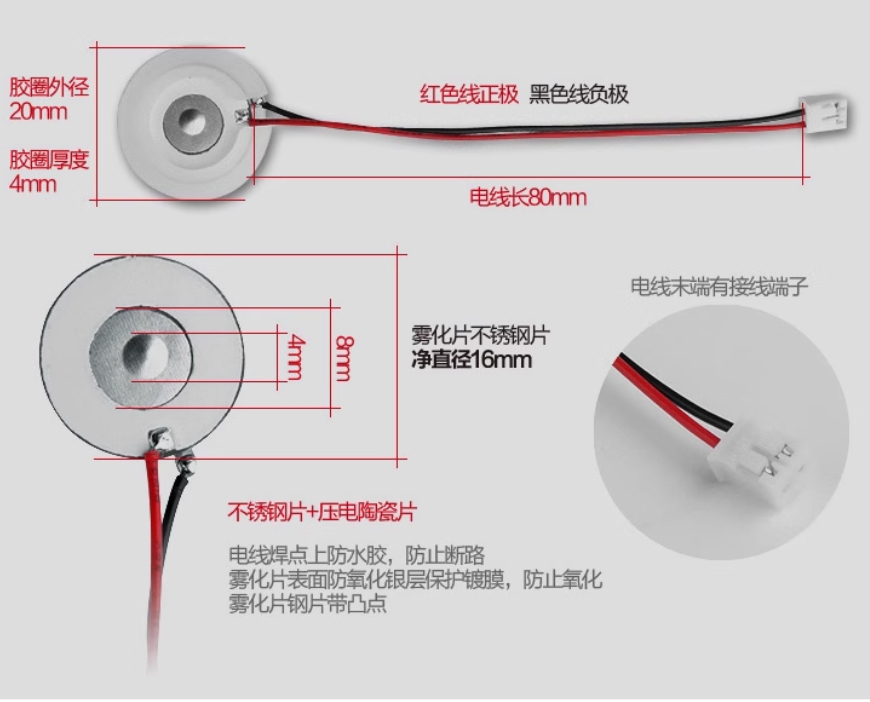 胶圈外径
20mm
胶圈厚度
4mm
红色线正极 黑色线负极
电线长80mm
4mm
8mm
雾化片不锈钢片
净直径16mm
电线末端有接线端子
不锈钢片+压电陶瓷片
电线焊点上防水胶，防止断路
雾化片表面防氧化银层保护镀膜，防止氧化
雾化片钢片带凸点